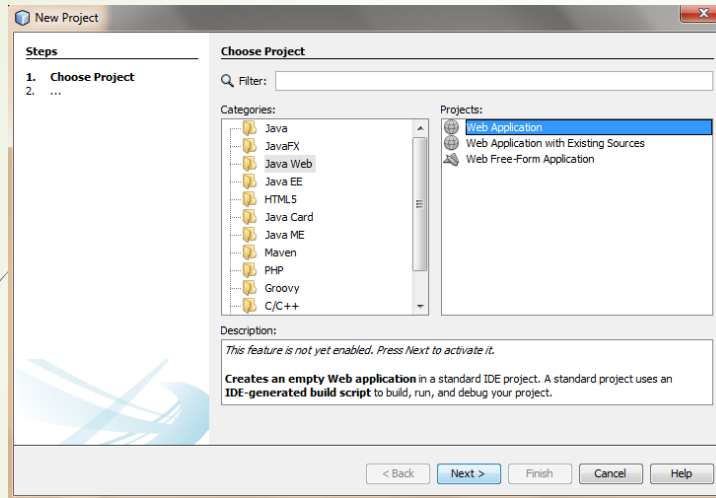 New Project
Steps
1. Choose Project
2. ...
Choose Project
Filter:
Categories:
Java
JavaFX
Java Web
Java EE
HTML5
Java Card
Java ME
Maven
PHP
Groovy
C/C++
Projects:
Web Application
Web Application with Existing Sources
Web Free-Form Application
Description:
This feature is not yet enabled. Press Next to activate it.
Creates an empty Web application in a standard IDE project. A standard project uses an
IDE-generated build script to build, run, and debug your project.
< Back
Next >
Finish
Cancel
Help